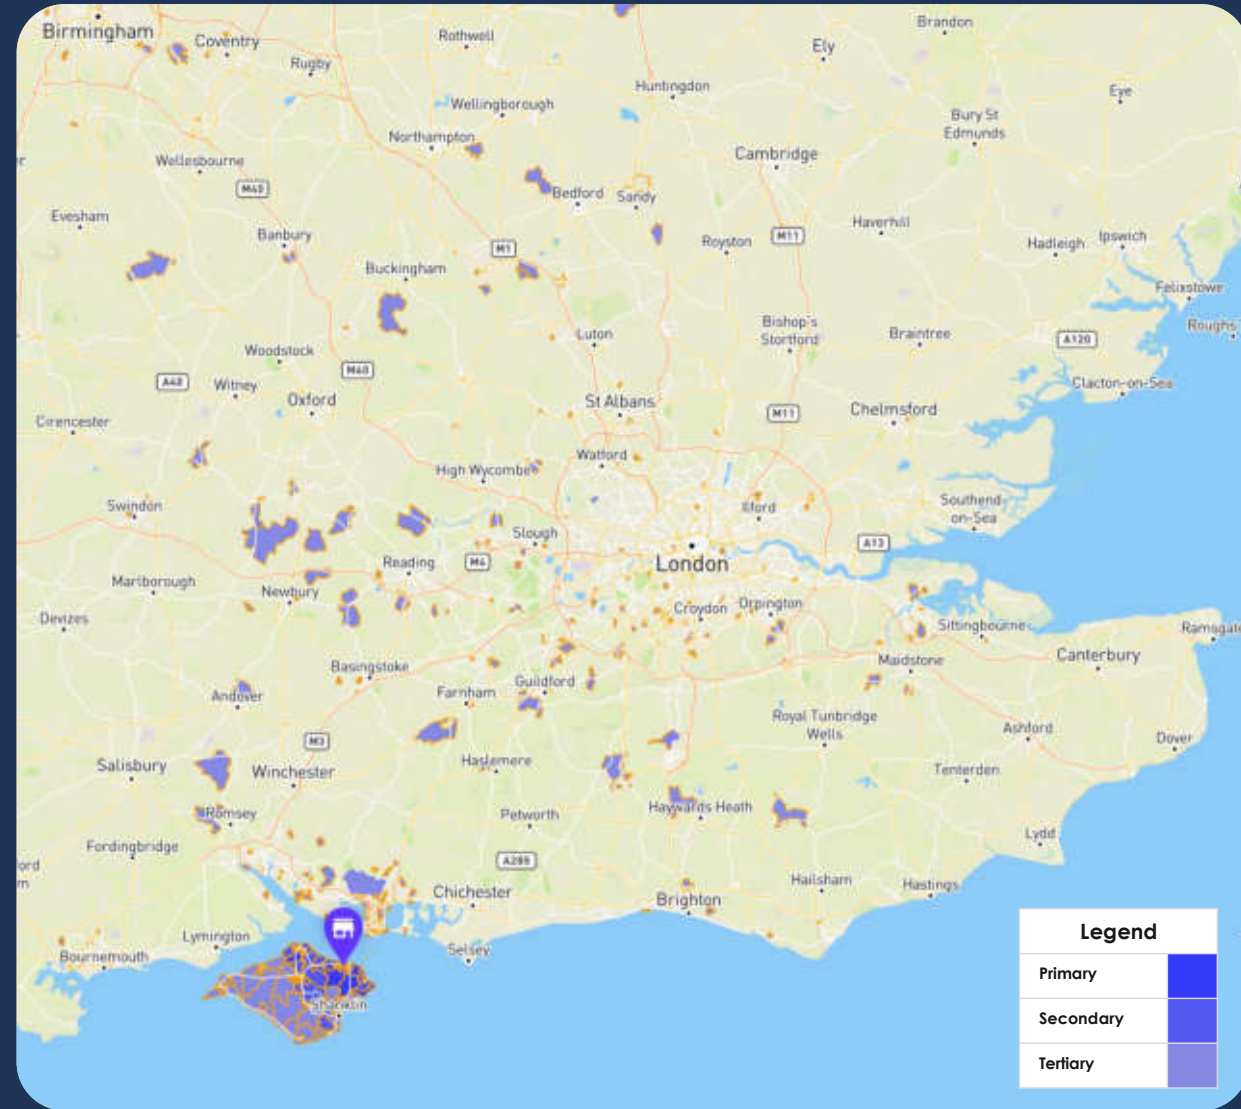 Birmingham
Coventry
Rugby
Rothwell
Ely
Brandon
Huntingdon
Eye
Wellingborough
Bury St
Edmunds
Northampton
Cambridge
Wellesbourne
M40
Bedford
Sandy
Evesham
Banbury
M1
Royston
M11
Haverhill
Hadleigh
Ipswich
Buckingham
Felixstowe
Bishop's
Stortford
Roughs
Luton
Braintree
A120
Woodstock
M40
A40
Witney
Oxford
Clacton-on-Sea
St Albans
M11
Chelmsford
Cirencester
Watford
High Wycombe
Swindon
Ilford
Southend-
on-Sea
Slough
A13
Reading
M4
London
Marlborough
Newbury
Croydon
Orpington
Devizes
Sittingbourne
Ramsgate
Basingstoke
Maidstone
Canterbury
Andover
Farnham
Guildford
Royal Tunbridge
Wells
Ashford
Dover
M3
Salisbury
Winchester
Haslemere
Tenterden
Romsey
Petworth
Haywards Heath
Lydd
Fordingbridge
ord
m
Chichester
Brighton
Hailsham
Hastings
Lymington
Selsey
Bournemouth
Shanklin
Legend
Primary
Secondary
Tertiary